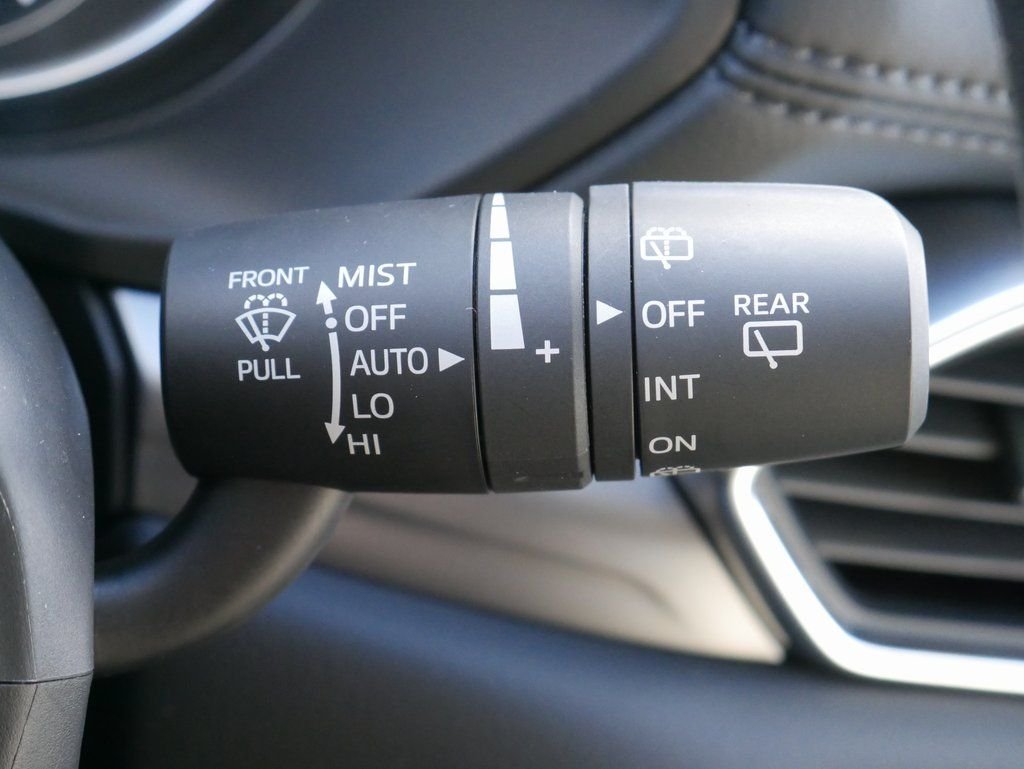 FRONT
PULL
MIST
OFF
AUTO
LO
HI
+
OFF
INT
ON
REAR